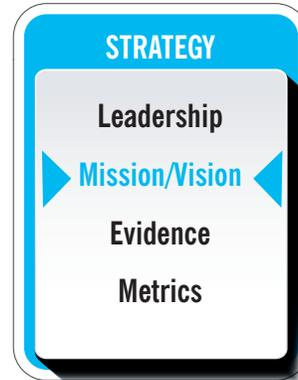 STRATEGY
Leadership
Mission/Vision
Evidence
Metrics